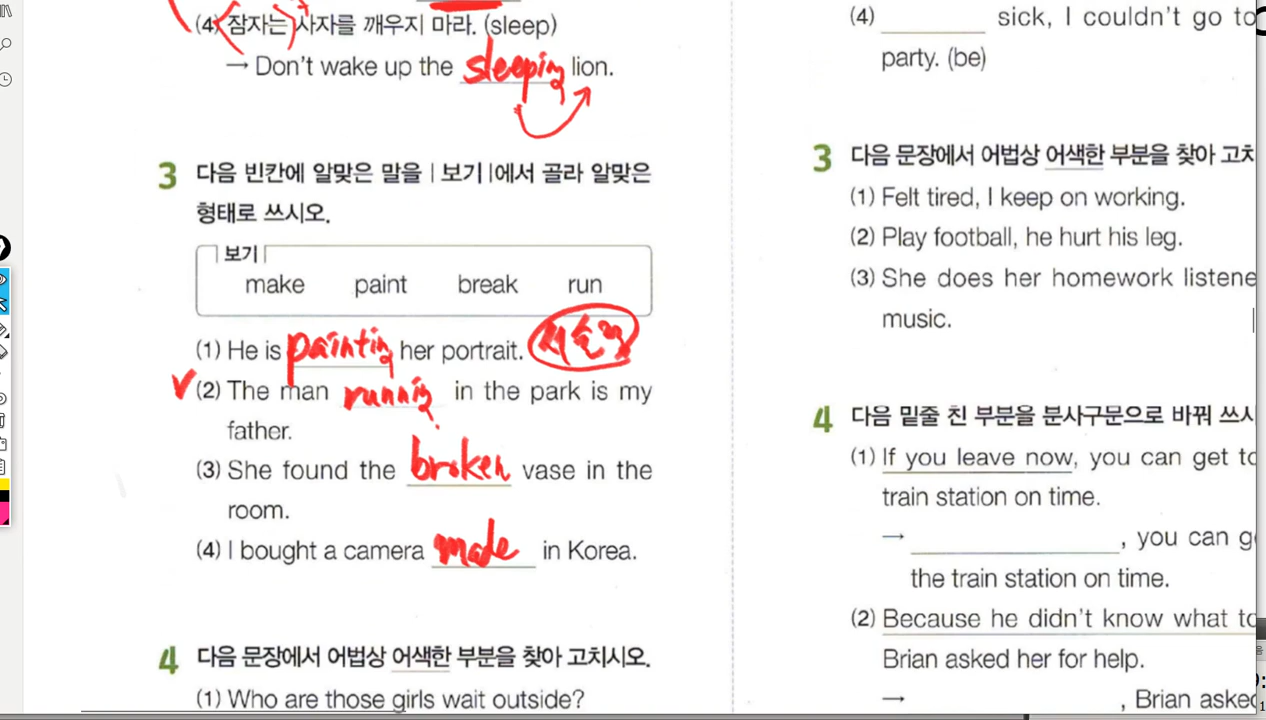 (4) 잠자는 사자를 깨우지 마라. (sleep)
→ Don't wake up the sleeping lion.
3 다음 빈칸에 알맞은 말을 | 보기 |에서 골라 알맞은
형태로 쓰시오.
보기
make paint break run
(1) He is painting her portrait. 서술형
(2) The man running in the park is my
father.
(3) She found the broken vase in the
room.
(4) I bought a camera made in Korea.
4 다음 문장에서 어법상 어색한 부분을 찾아 고치시오.
(1) Who are those girls wait outside?
(4) ________ sick, I couldn't go to
party. (be)
3 다음 문장에서 어법상 어색한 부분을 찾아 고치
(1) Felt tired, I keep on working.
(2) Play football, he hurt his leg.
(3) She does her homework listene
music.
4 다음 밑줄 친 부분을 분사구문으로 바꿔 쓰시
(1) If you leave now, you can get to
train station on time.
→ ________________, you can g
the train station on time.
(2) Because he didn't know what to
Brian asked her for help.
→ ________________, Brian asked